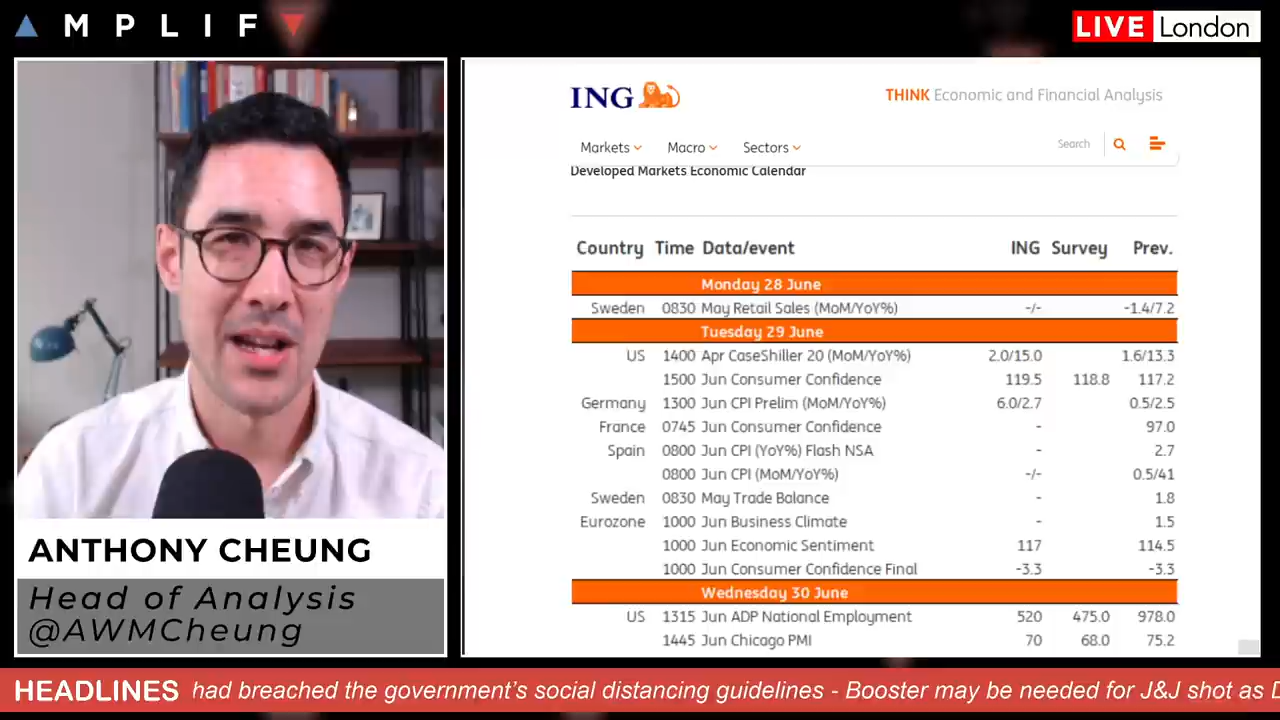 AMPLIFY
LIVE London
ING
THINK Economic and Financial Analysis
Markets Macro Sectors Search
Developed Markets Economic Calendar
Country Time Data/event ING Survey Prev.
Monday 28 June
Sweden 0830 May Retail Sales (MoM/YoY%) -/- -1.4/7.2
Tuesday 29 June
US 1400 Apr CaseShiller 20 (MoM/YoY%) 2.0/15.0 1.6/13.3
1500 Jun Consumer Confidence 119.5 118.8 117.2
Germany 1300 Jun CPI Prelim (MoM/YoY%) 6.0/2.7 0.5/2.5
France 0745 Jun Consumer Confidence - 97.0
Spain 0800 Jun CPI (YoY%) Flash NSA - 2.7
0800 Jun CPI (MoM/YoY%) -/- 0.5/41
Sweden 0830 May Trade Balance - 1.8
Eurozone 1000 Jun Business Climate - 1.5
1000 Jun Economic Sentiment 117 114.5
1000 Jun Consumer Confidence Final -3.3 -3.3
Wednesday 30 June
US 1315 Jun ADP National Employment 520 475.0 978.0
1445 Jun Chicago PMI 70 68.0 75.2
ANTHONY CHEUNG
Head of Analysis
@AWMCheung
HEADLINES had breached the government's social distancing guidelines - Booster may be needed for J&J shot as D